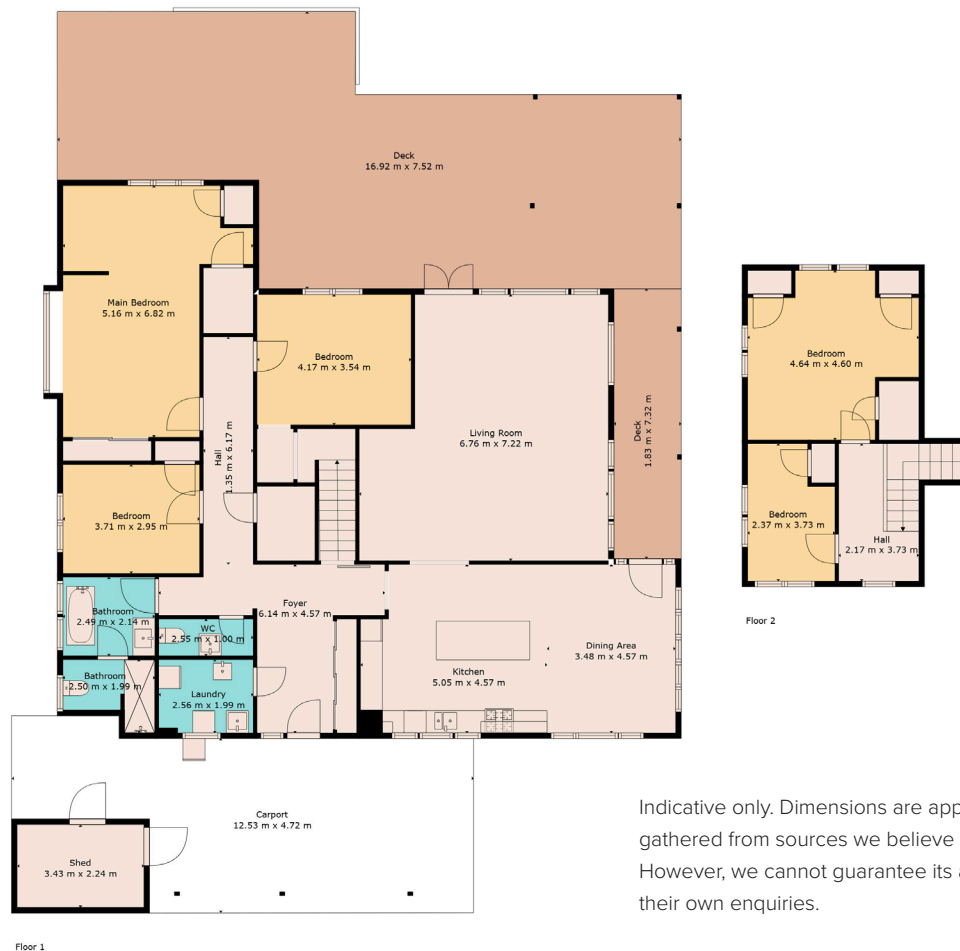 Deck
16.92 m x 7.52 m
Main Bedroom
5.16 m x 6.82 m
Bedroom
4.17 m x 3.54 m
Living Room
6.76 m x 7.22 m
Deck
1.83 m x 7.32 m
Hall
1.35 m x 6.17 m
Bedroom
3.71 m x 2.95 m
Bathroom
2.49 m x 2.14 m
WC
2.55 m x 1.00 m
Foyer
6.14 m x 4.57 m
Bathroom
2.50 m x 1.99 m
Laundry
2.56 m x 1.99 m
Kitchen
5.05 m x 4.57 m
Dining Area
3.48 m x 4.57 m
Carport
12.53 m x 4.72 m
Shed
3.43 m x 2.24 m
Floor 1
Bedroom
4.64 m x 4.60 m
Bedroom
2.37 m x 3.73 m
Hall
2.17 m x 3.73 m
Floor 2
Indicative only. Dimensions are app
gathered from sources we believe
However, we cannot guarantee its a
their own enquiries.